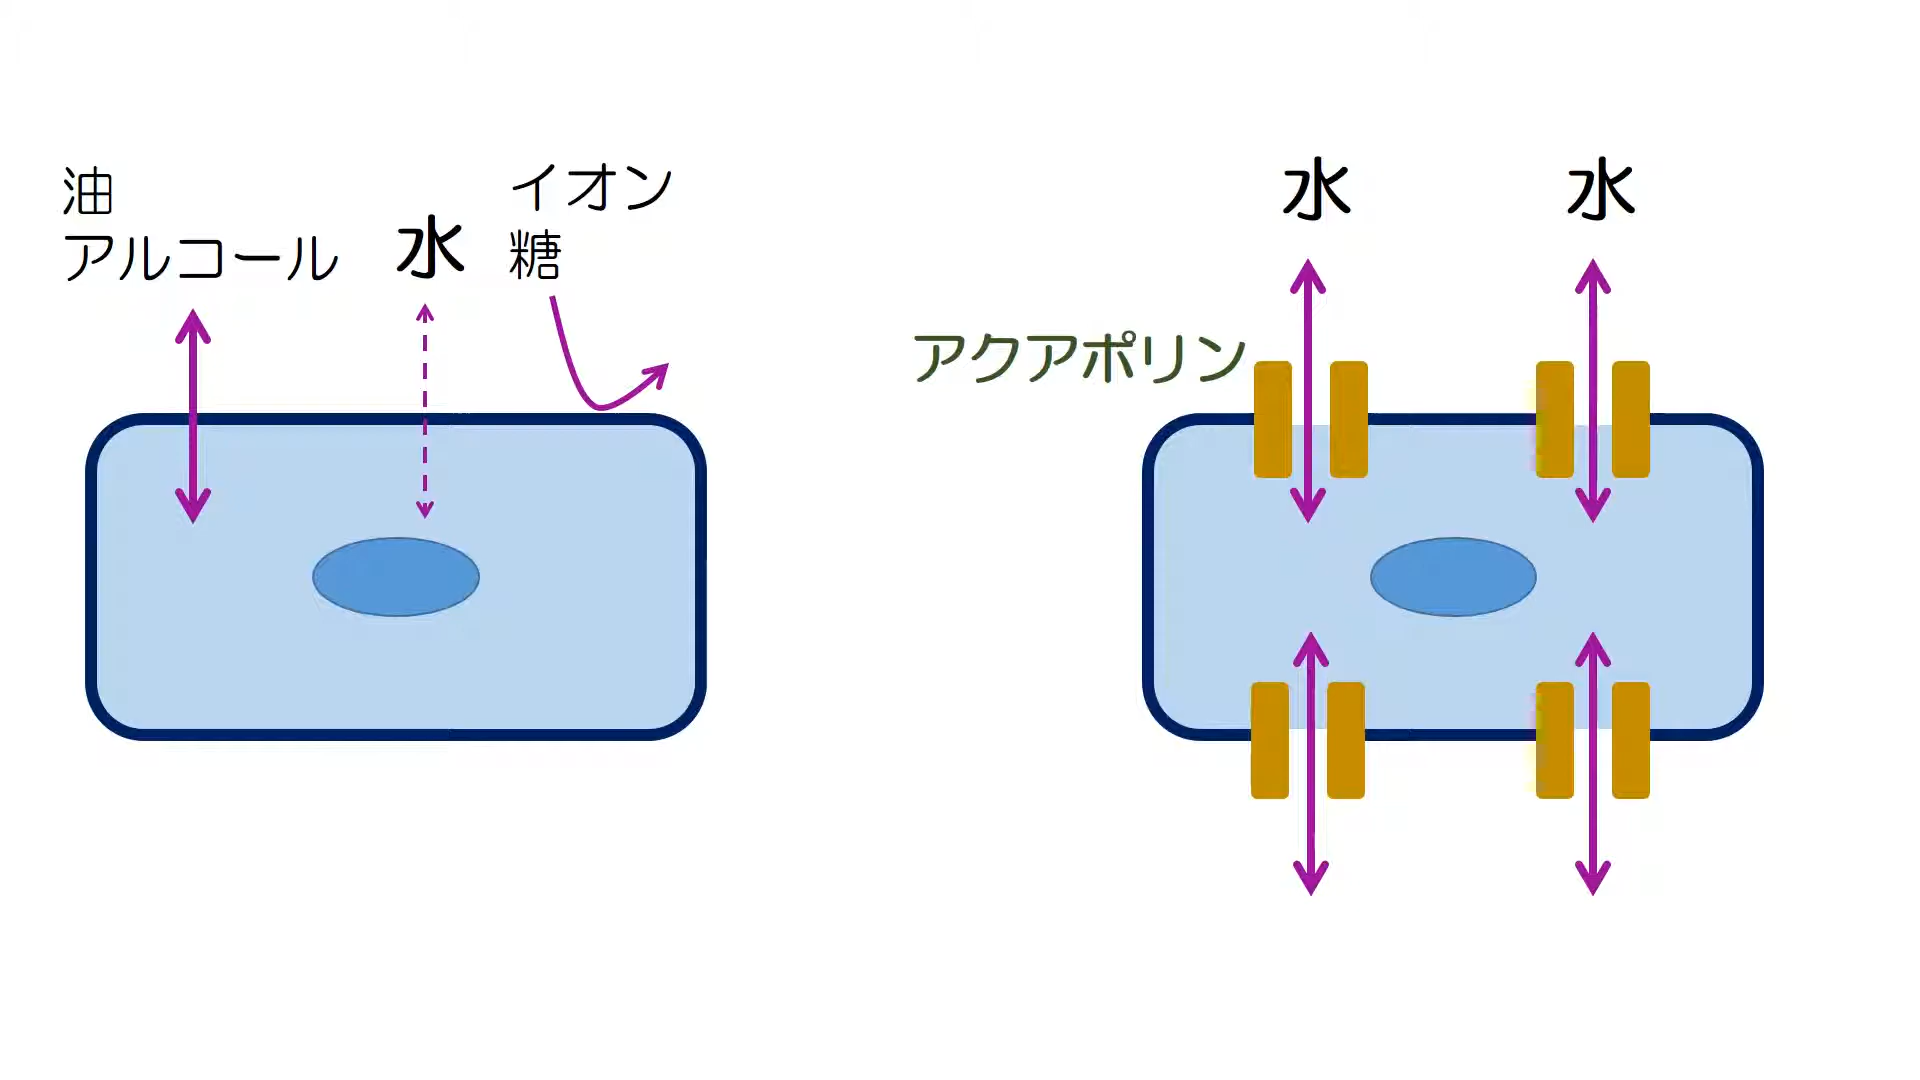 油
アルコール
水
イオン
糖
水
水
アクアポリン